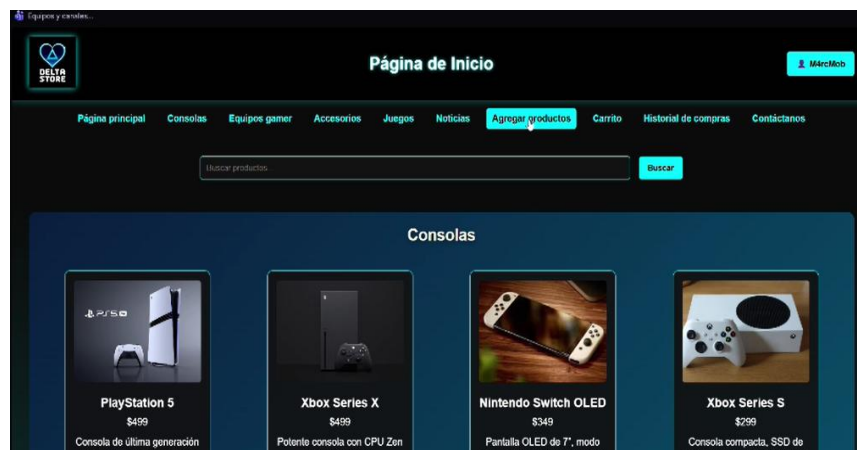 Equipos y canales...
DELTA
STORE
Página de Inicio
M4rcMob
Página principal Consolas Equipos gamer Accesorios Juegos Noticias Agregar productos Carrito Historial de compras Contáctanos
Buscar productos... Buscar
Consolas
PS5
PlayStation 5 Xbox Series X Nintendo Switch OLED Xbox Series S
$499 $499 $349 $299
Consola de última generación Potente consola con CPU Zen Pantalla OLED de 7", modo Consola compacta, SSD de